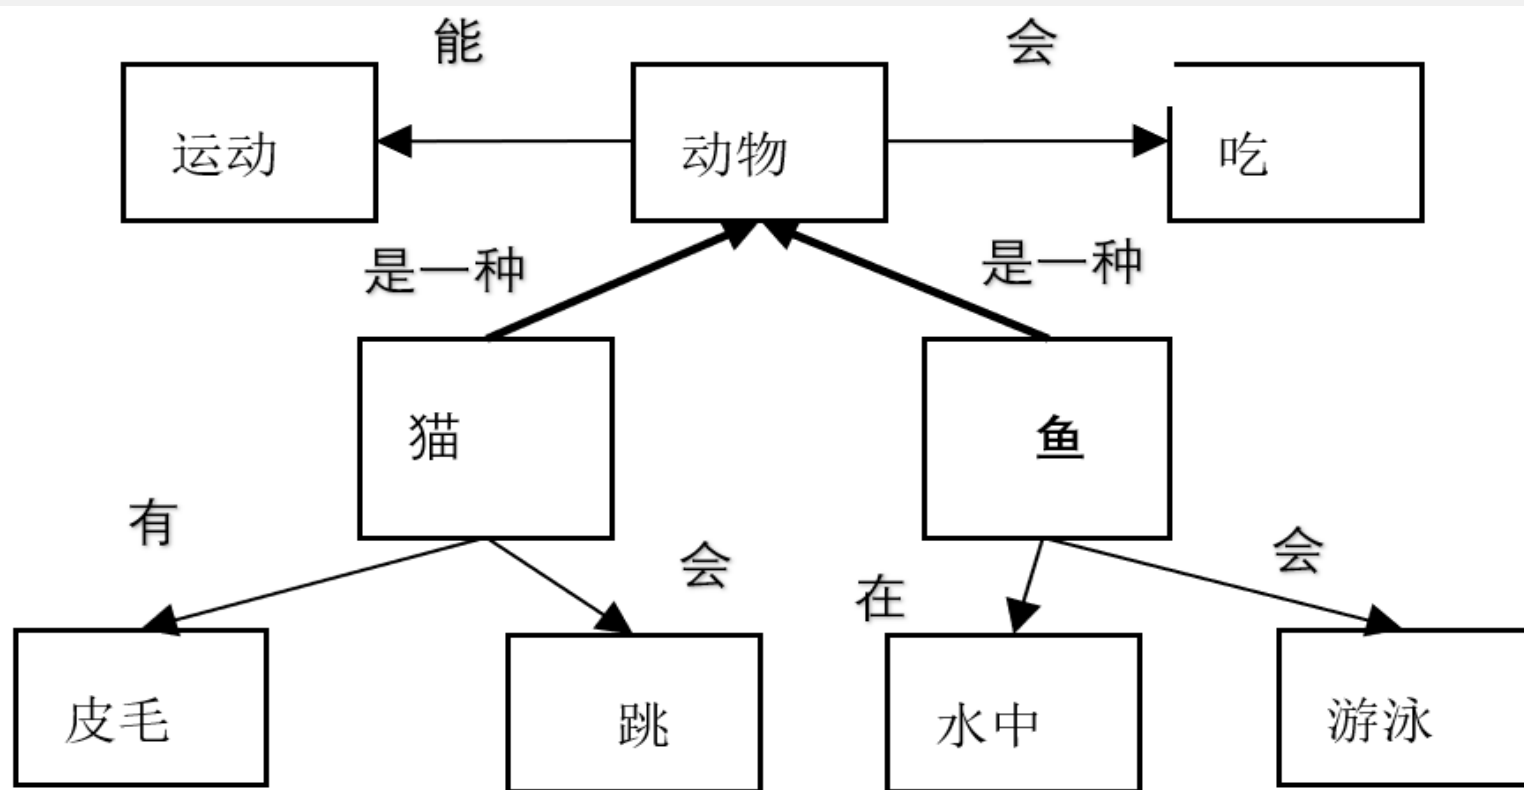 能 会
运动 动物 吃
是一种 是一种
猫 鱼
有 会 在 会
皮毛 跳 水中 游泳